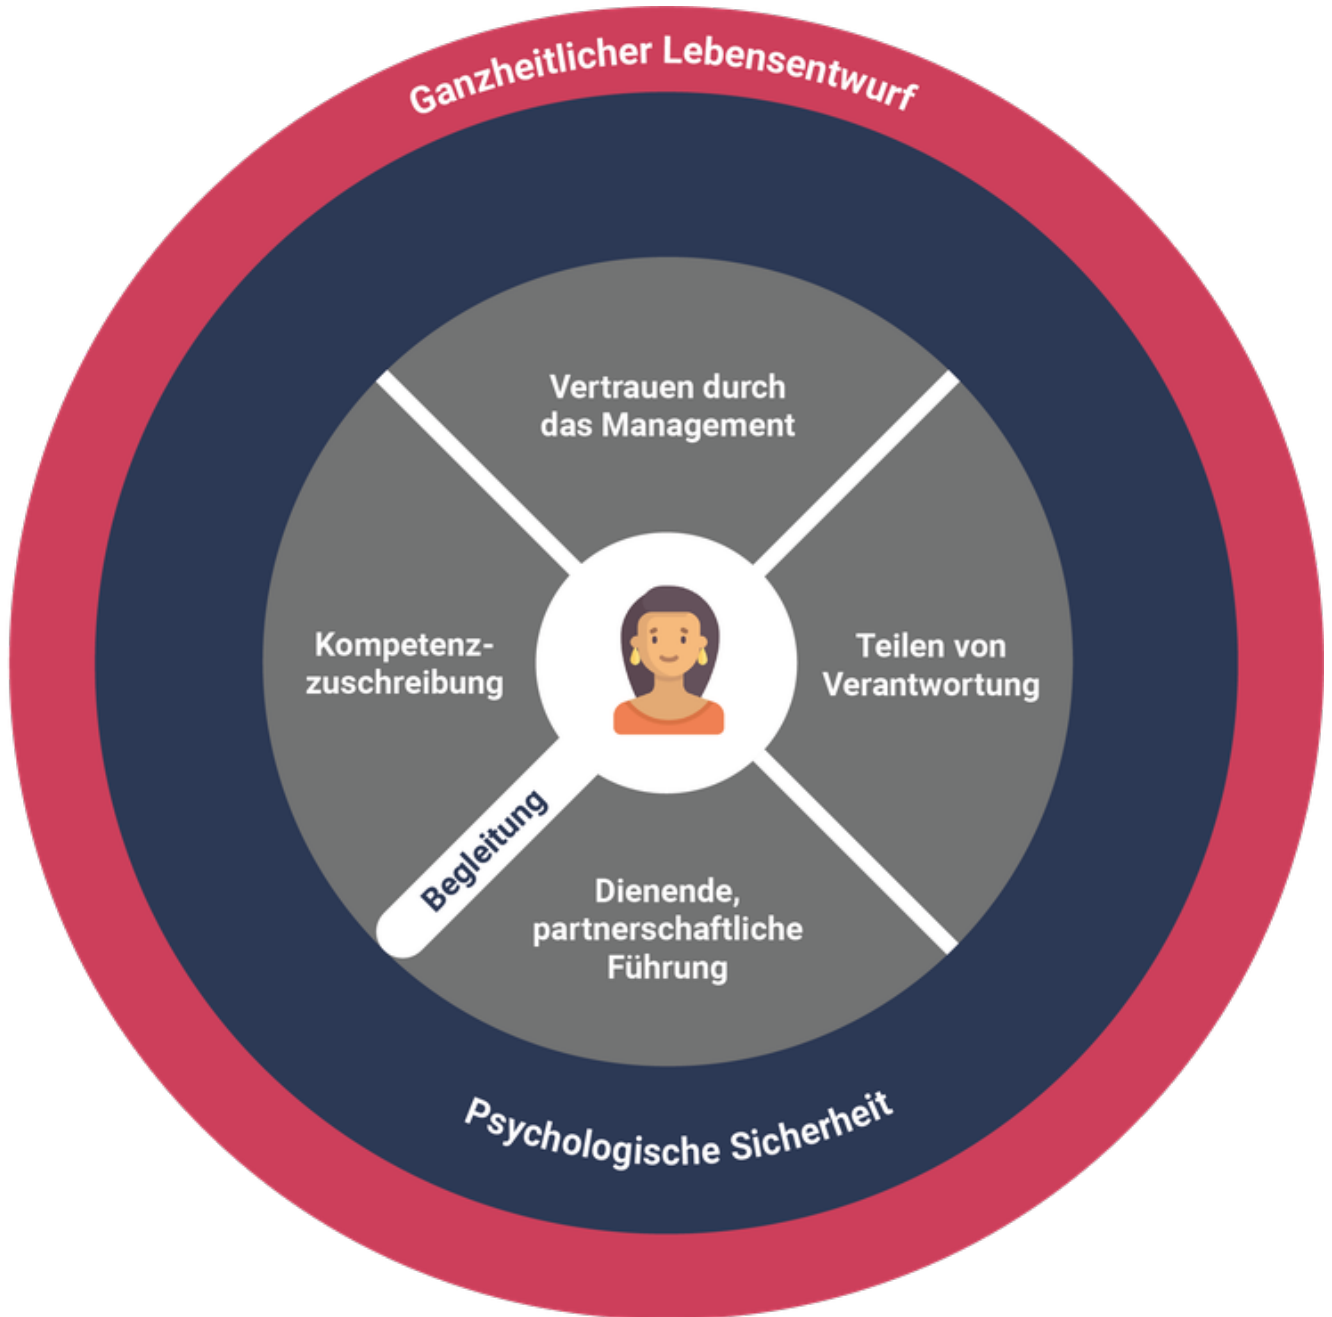 Ganzheitlicher Lebensentwurf
Vertrauen durch
das Management
Kompetenz-
zuschreibung
Teilen von
Verantwortung
Begleitung
Dienende,
partnerschaftliche
Führung
Psychologische Sicherheit